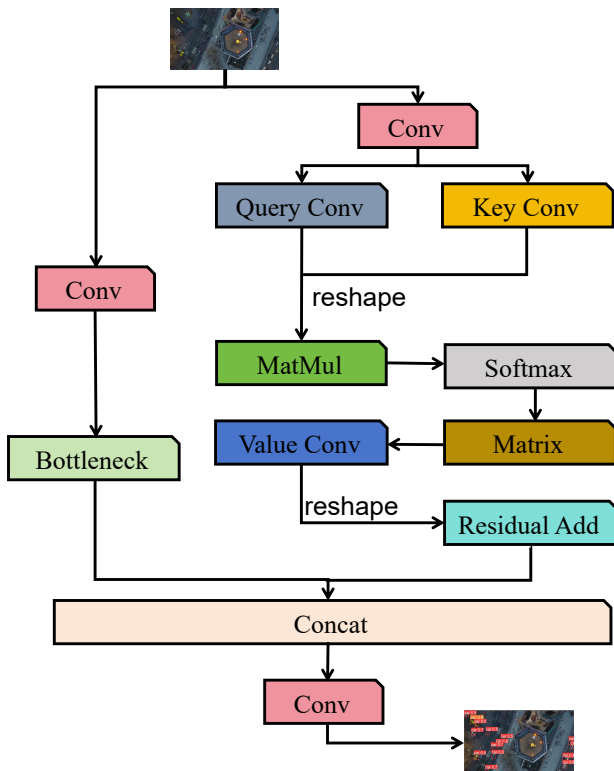 Conv
Query Conv
Key Conv
Conv
reshape
MatMul
Softmax
Bottleneck
Value Conv
Matrix
reshape
Residual Add
Concat
Conv